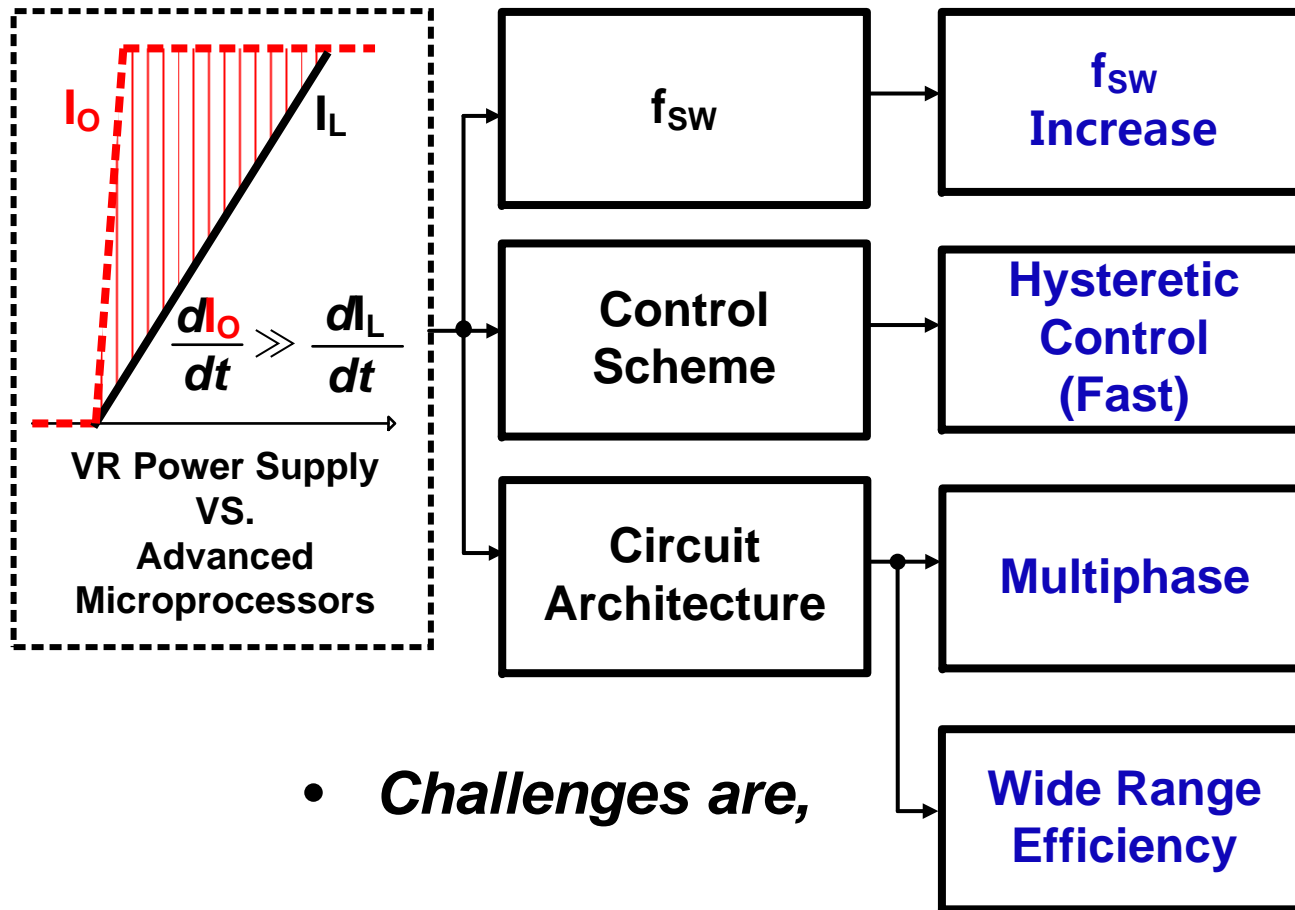 I_O
I_L
dI_O/dt ≫ dI_L/dt
VR Power Supply
VS.
Advanced
Microprocessors
f_SW
f_SW
Increase
Control
Scheme
Hysteretic
Control
(Fast)
Circuit
Architecture
Multiphase
Wide Range
Efficiency
• Challenges are,